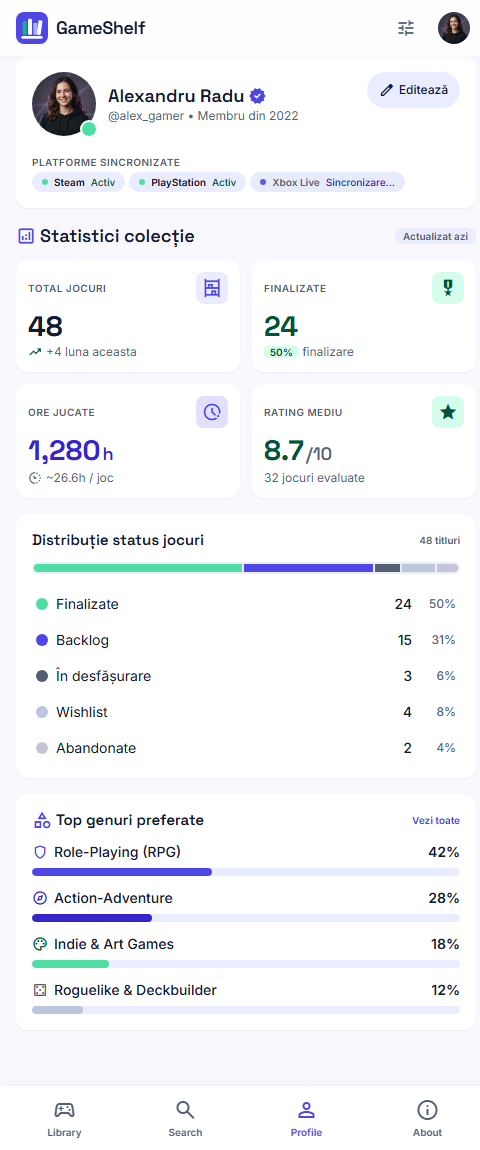 GameShelf
Alexandru Radu
Editează
@alex_gamer • Membru din 2022
PLATFORME SINCRONIZATE
Steam Activ PlayStation Activ Xbox Live Sincronizare...
Statistici colecție Actualizat azi
TOTAL JOCURI
48
+4 luna aceasta
FINALIZATE
24
50% finalizare
ORE JUCATE
1,280h
~26.6h / joc
RATING MEDIU
8.7/10
32 jocuri evaluate
Distribuție status jocuri 48 titluri
Finalizate 24 50%
Backlog 15 31%
În desfășurare 3 6%
Wishlist 4 8%
Abandonate 2 4%
Top genuri preferate Vezi toate
Role-Playing (RPG) 42%
Action-Adventure 28%
Indie & Art Games 18%
Roguelike & Deckbuilder 12%
Library Search Profile About